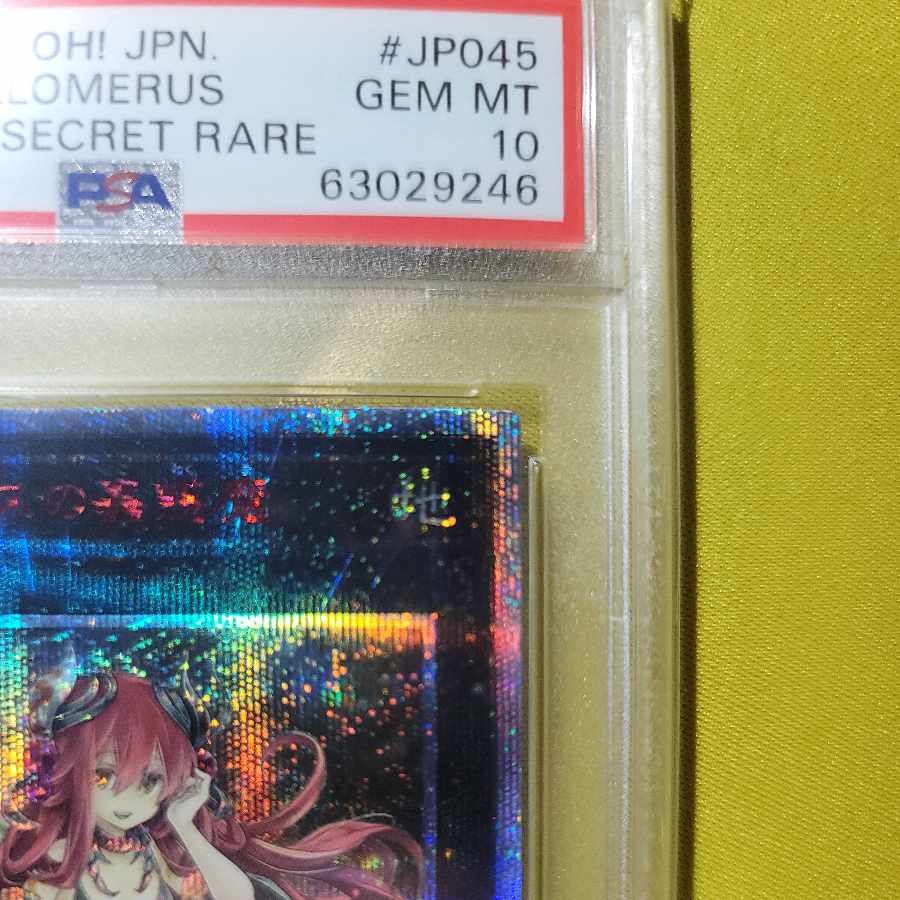 OH! JPN. #JP045
LOMERUS GEM MT
SECRET RARE 10
PSA 63029246
地